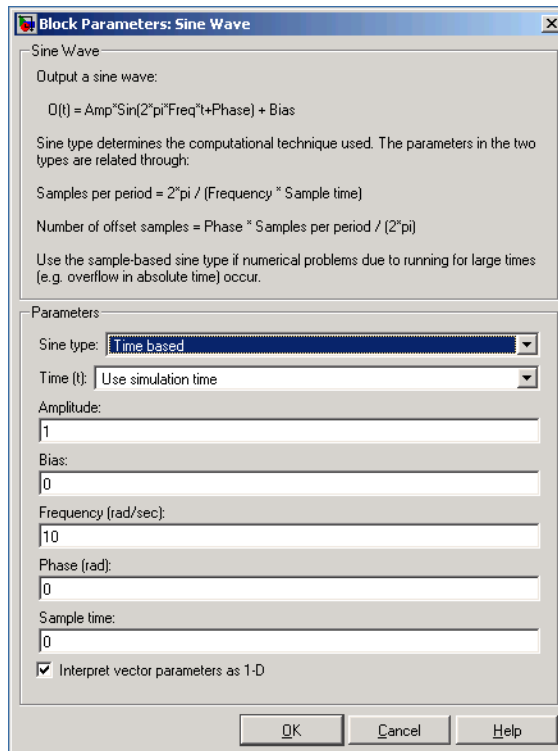 Block Parameters: Sine Wave
Sine Wave
Output a sine wave:
O(t) = Amp*Sin(2*pi*Freq*t+Phase) + Bias
Sine type determines the computational technique used. The parameters in the two
types are related through:
Samples per period = 2*pi / (Frequency * Sample time)
Number of offset samples = Phase * Samples per period / (2*pi)
Use the sample-based sine type if numerical problems due to running for large times
(e.g. overflow in absolute time) occur.
Parameters
Sine type: Time based
Time (t): Use simulation time
Amplitude:
1
Bias:
0
Frequency (rad/sec):
10
Phase (rad):
0
Sample time:
0
Interpret vector parameters as 1-D
OK Cancel Help